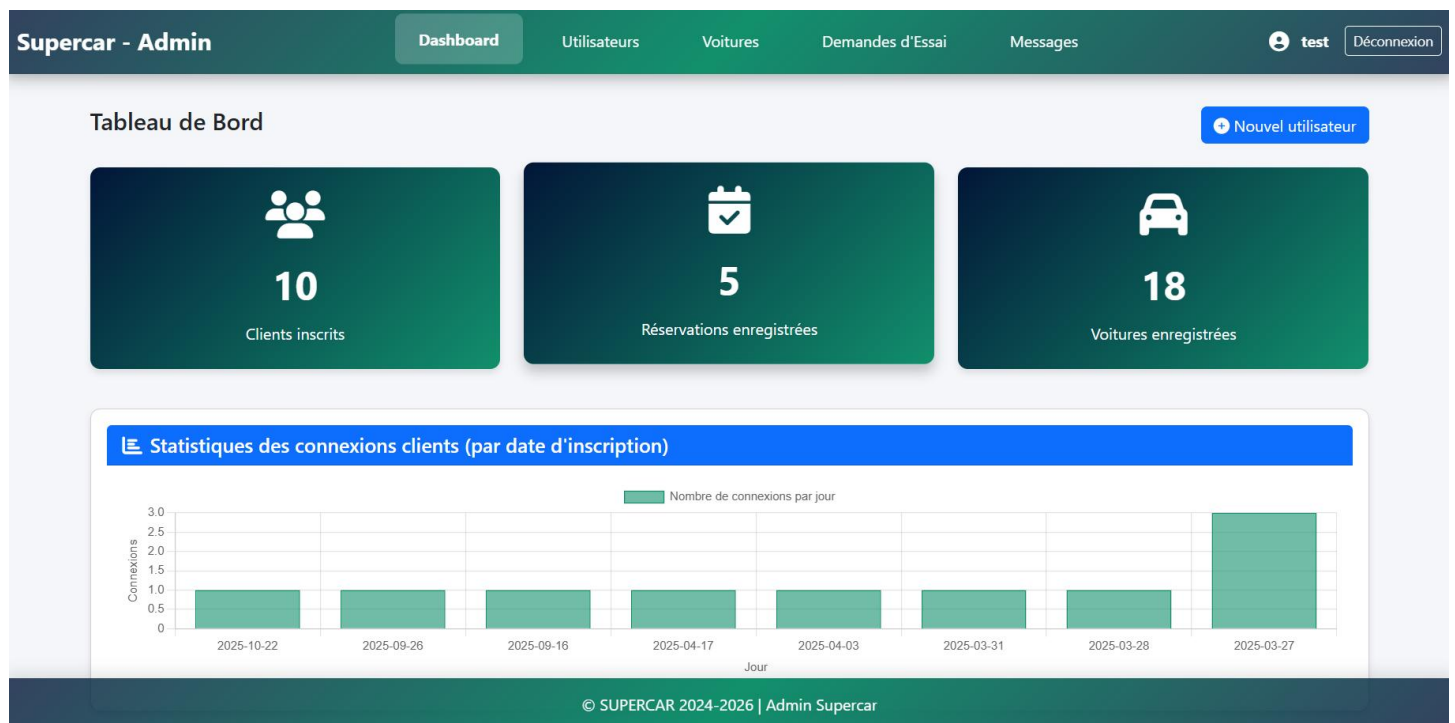 Supercar - Admin Dashboard Utilisateurs Voitures Demandes d'Essai Messages test Déconnexion
Tableau de Bord Nouvel utilisateur
10
Clients inscrits
5
Réservations enregistrées
18
Voitures enregistrées
Statistiques des connexions clients (par date d'inscription)
Nombre de connexions par jour
Connexions
3.0
2.5
2.0
1.5
1.0
0.5
0
2025-10-22 2025-09-26 2025-09-16 2025-04-17 2025-04-03 2025-03-31 2025-03-28 2025-03-27
Jour
© SUPERCAR 2024-2026 | Admin Supercar